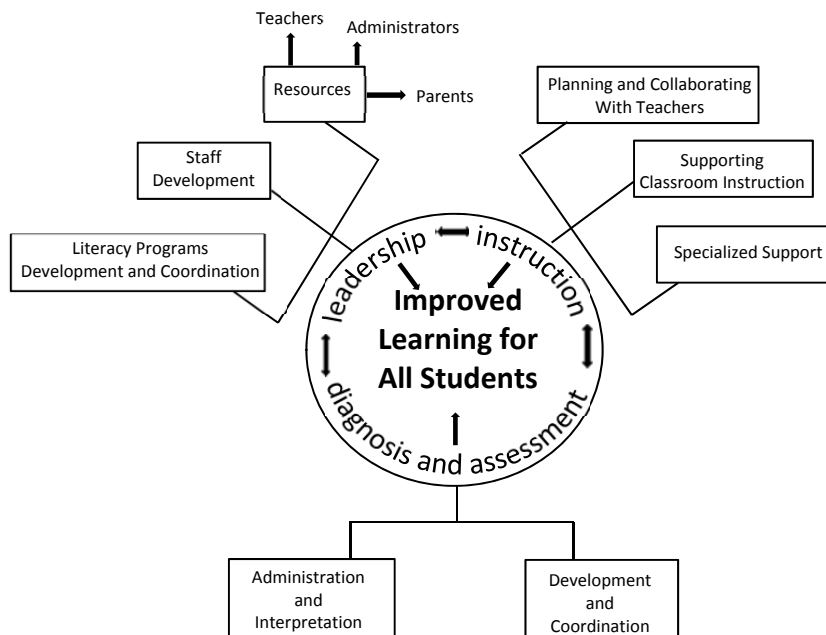 Teachers
Administrators
Resources
Parents
Planning and Collaborating
With Teachers
Staff
Development
Supporting
Classroom Instruction
Literacy Programs
Development and Coordination
Specialized Support
leadership
instruction
Improved
Learning for
All Students
diagnosis and assessment
Administration
and
Interpretation
Development
and
Coordination